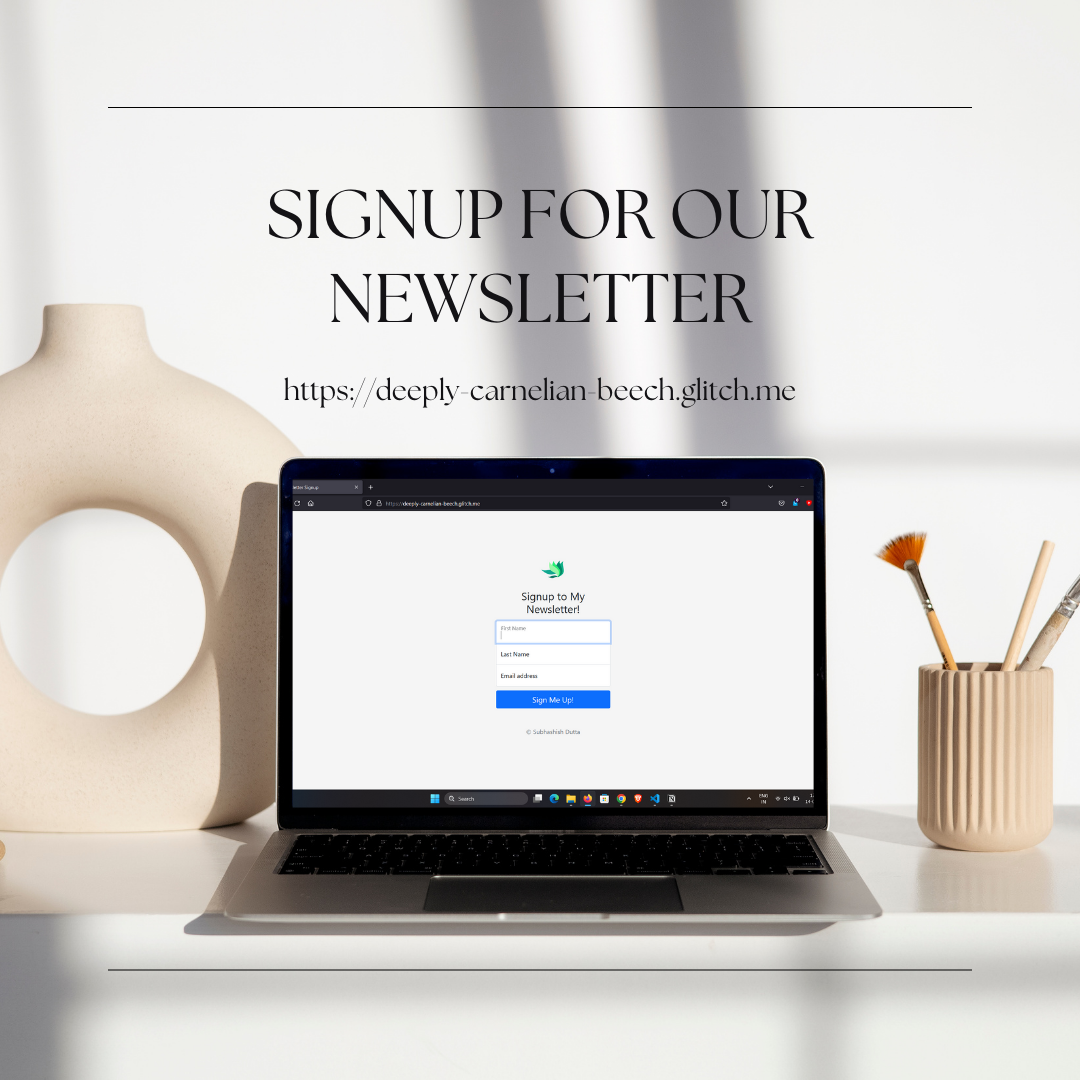 SIGNUP FOR OUR
NEWSLETTER
https://deeply-carnelian-beech.glitch.me
etter Signup
https://deeply-carnelian-beech.glitch.me
Signup to My
Newsletter!
First Name
Last Name
Email address
Sign Me Up!
© Subhashish Dutta
Search
ENG
IN